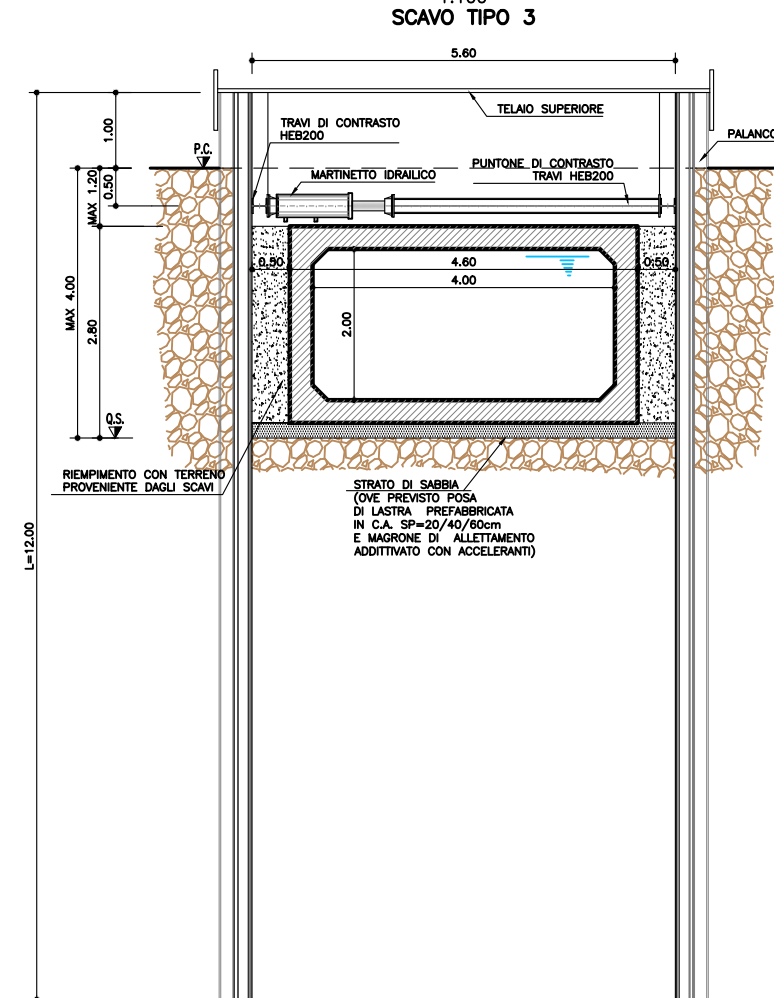 SCAVO TIPO 3
5.60
TELAIO SUPERIORE
TRAVI DI CONTRASTO
HEB200
PALANCO
1.00
P.C.
MARTINETTO IDRAILICO
PUNTONE DI CONTRASTO
TRAVI HEB200
MAX 1.20
0.50
0.50
4.60
0.50
4.00
MAX 4.00
2.80
2.00
Q.S.
RIEMPIMENTO CON TERRENO
PROVENIENTE DAGLI SCAVI
STRATO DI SABBIA
(OVE PREVISTO POSA
DI LASTRA PREFABBRICATA
IN C.A. SP=20/40/60cm
E MAGRONE DI ALLETTAMENTO
ADDITTIVATO CON ACCELERANTI)
L=12.00